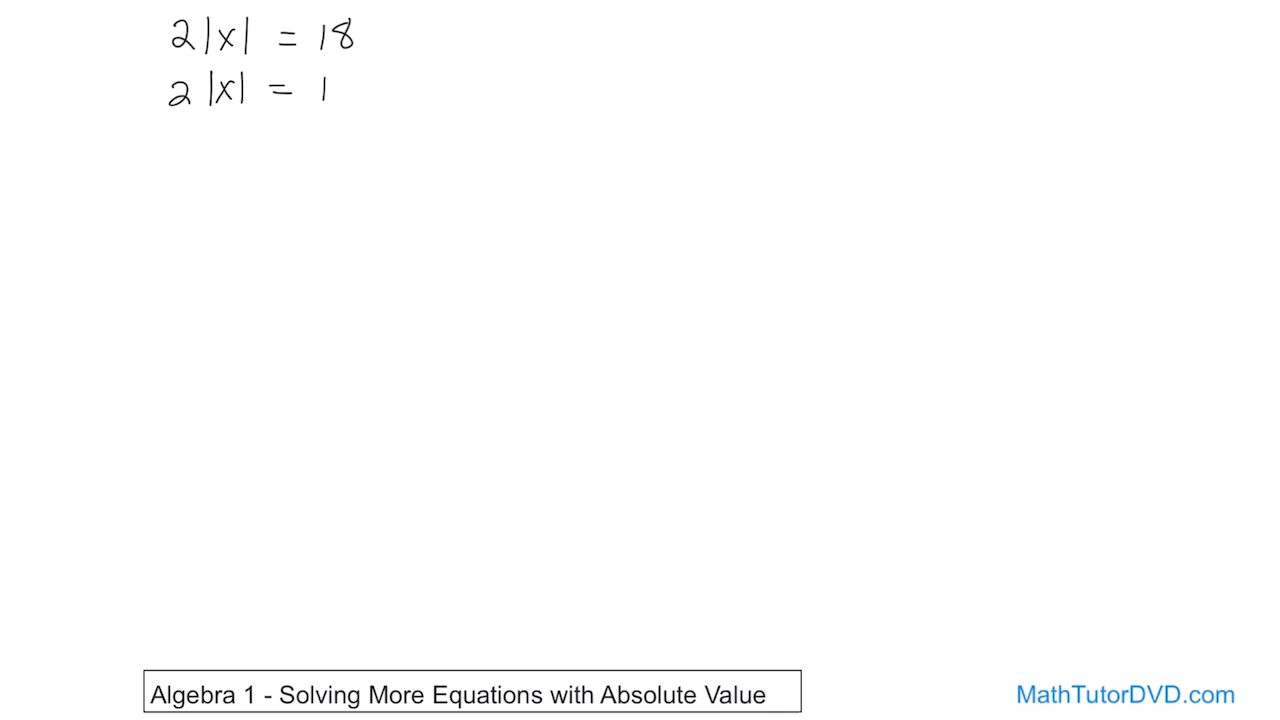 2|x| = 18
2|x| = 1
Algebra 1 - Solving More Equations with Absolute Value
MathTutorDVD.com